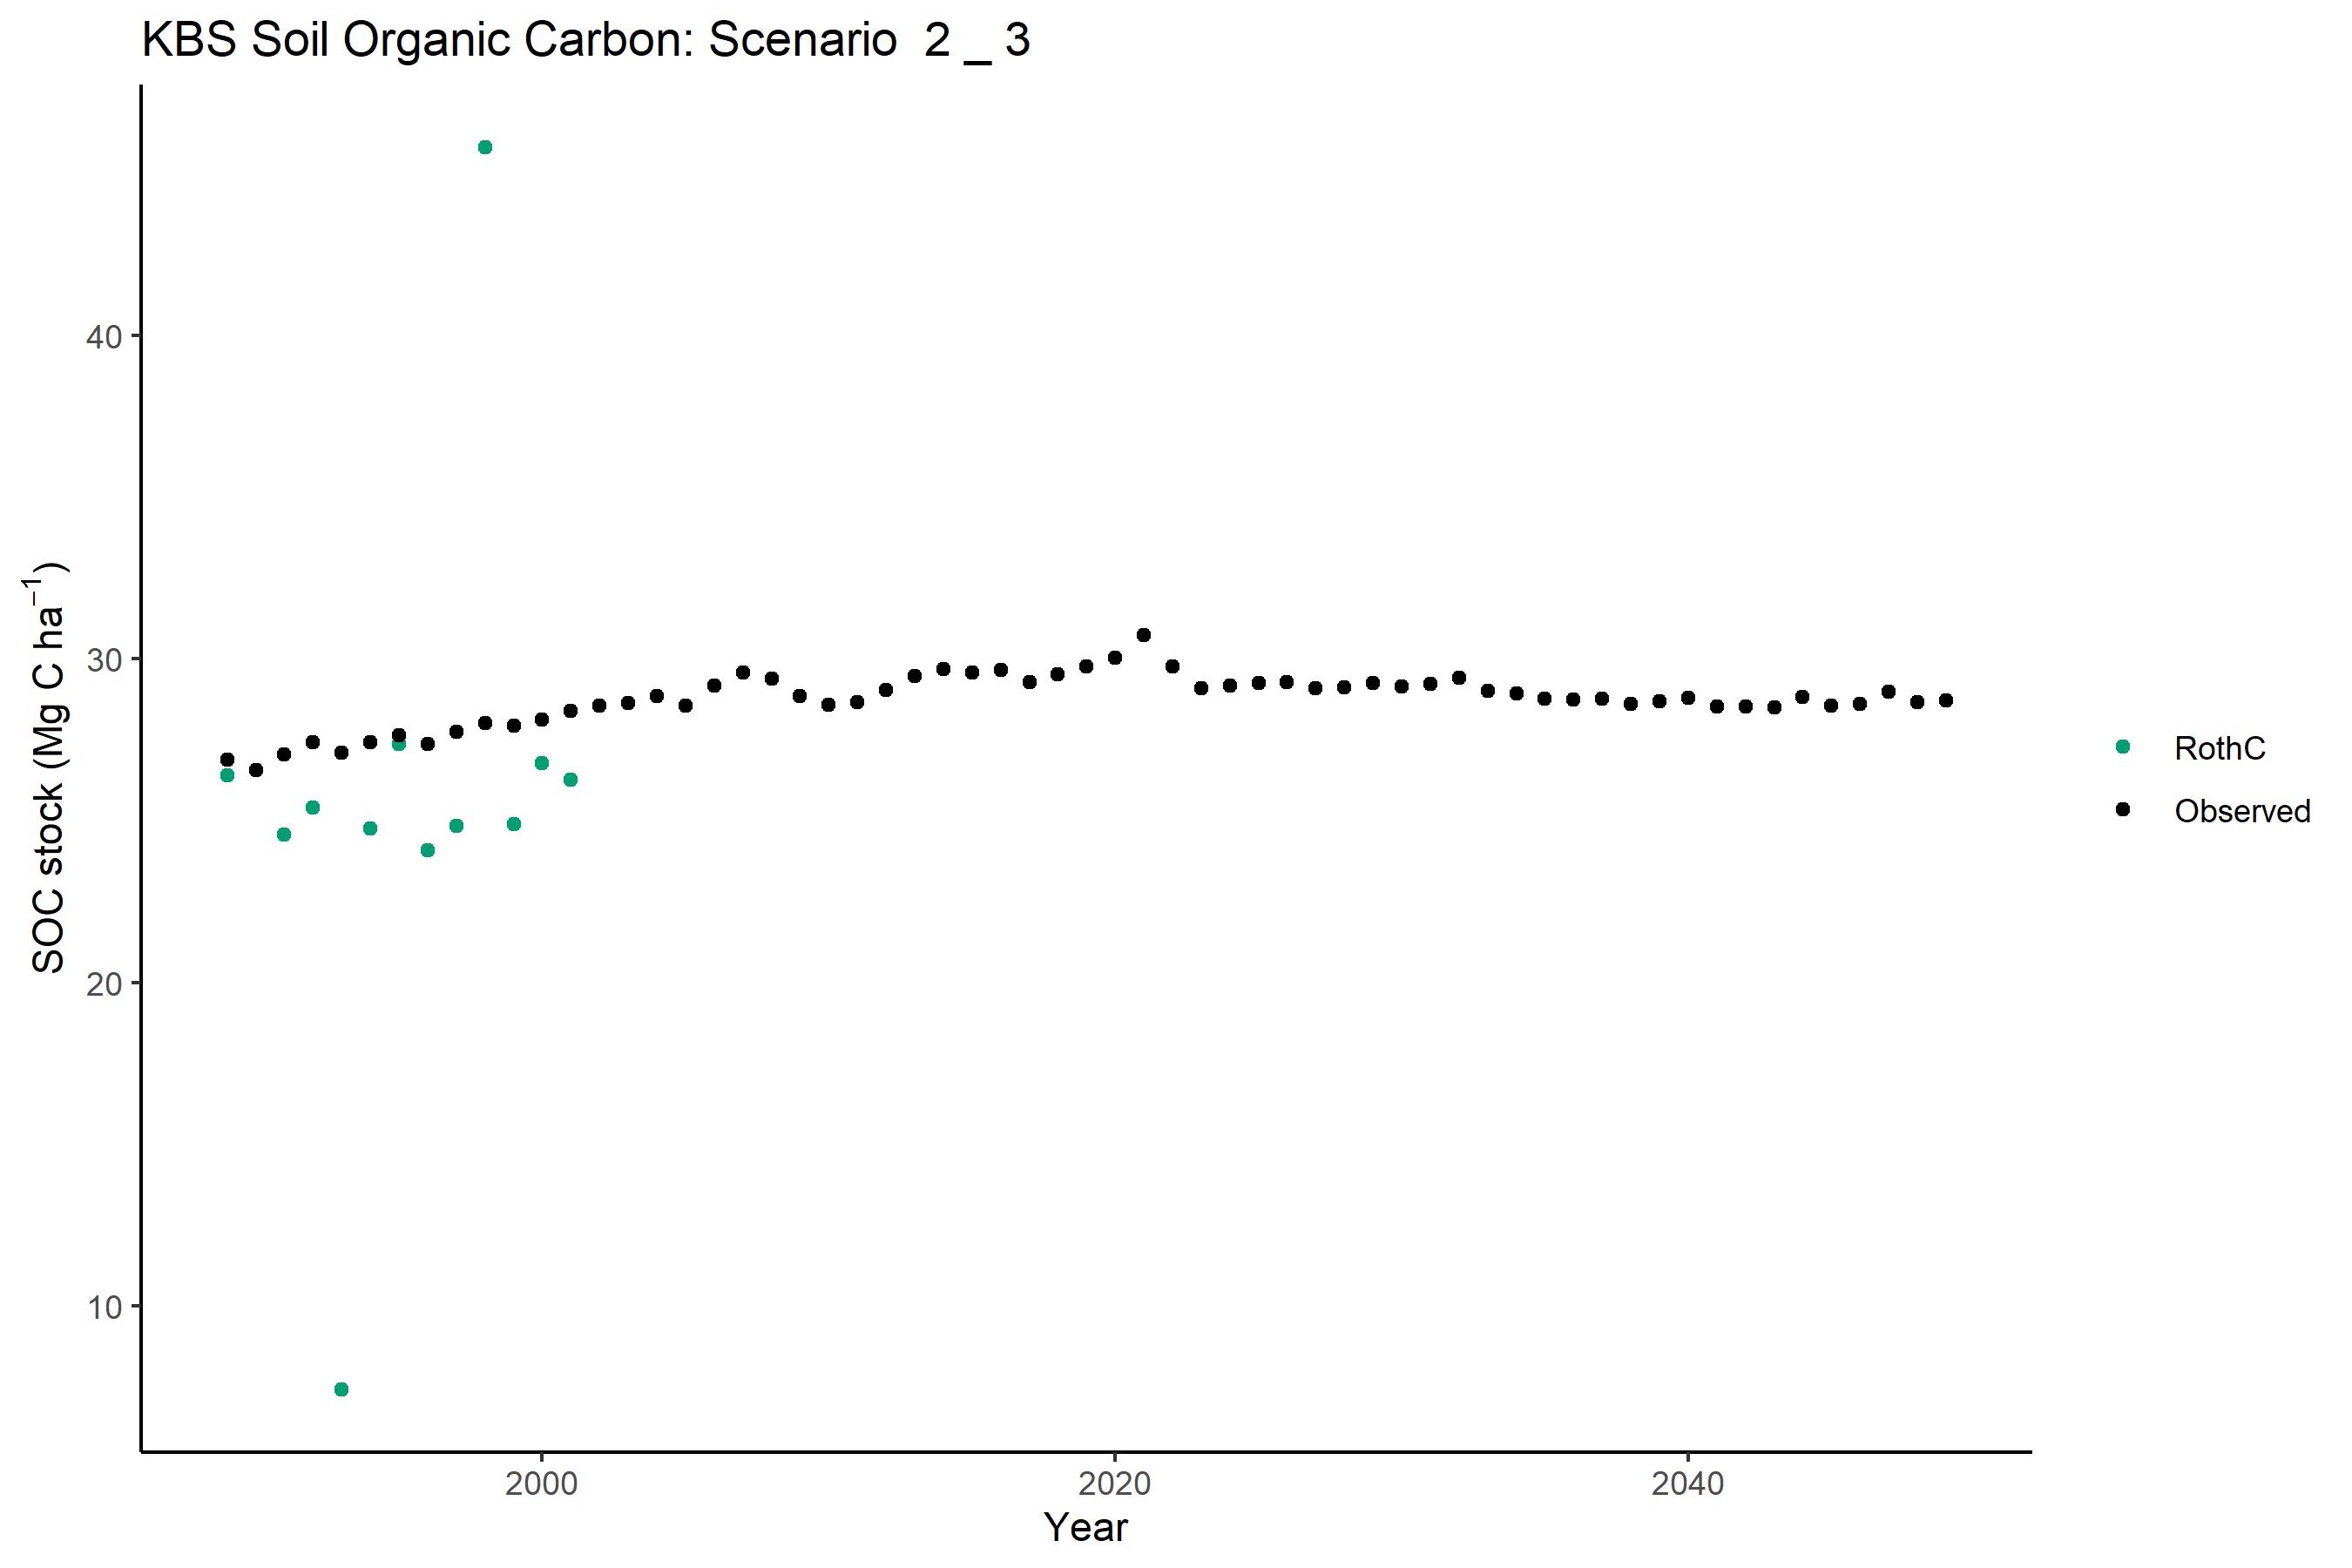 KBS Soil Organic Carbon: Scenario  2 _ 3
SOC stock (Mg C ha⁻¹)
40
30
20
10
2000
2020
2040
Year
RothC
Observed